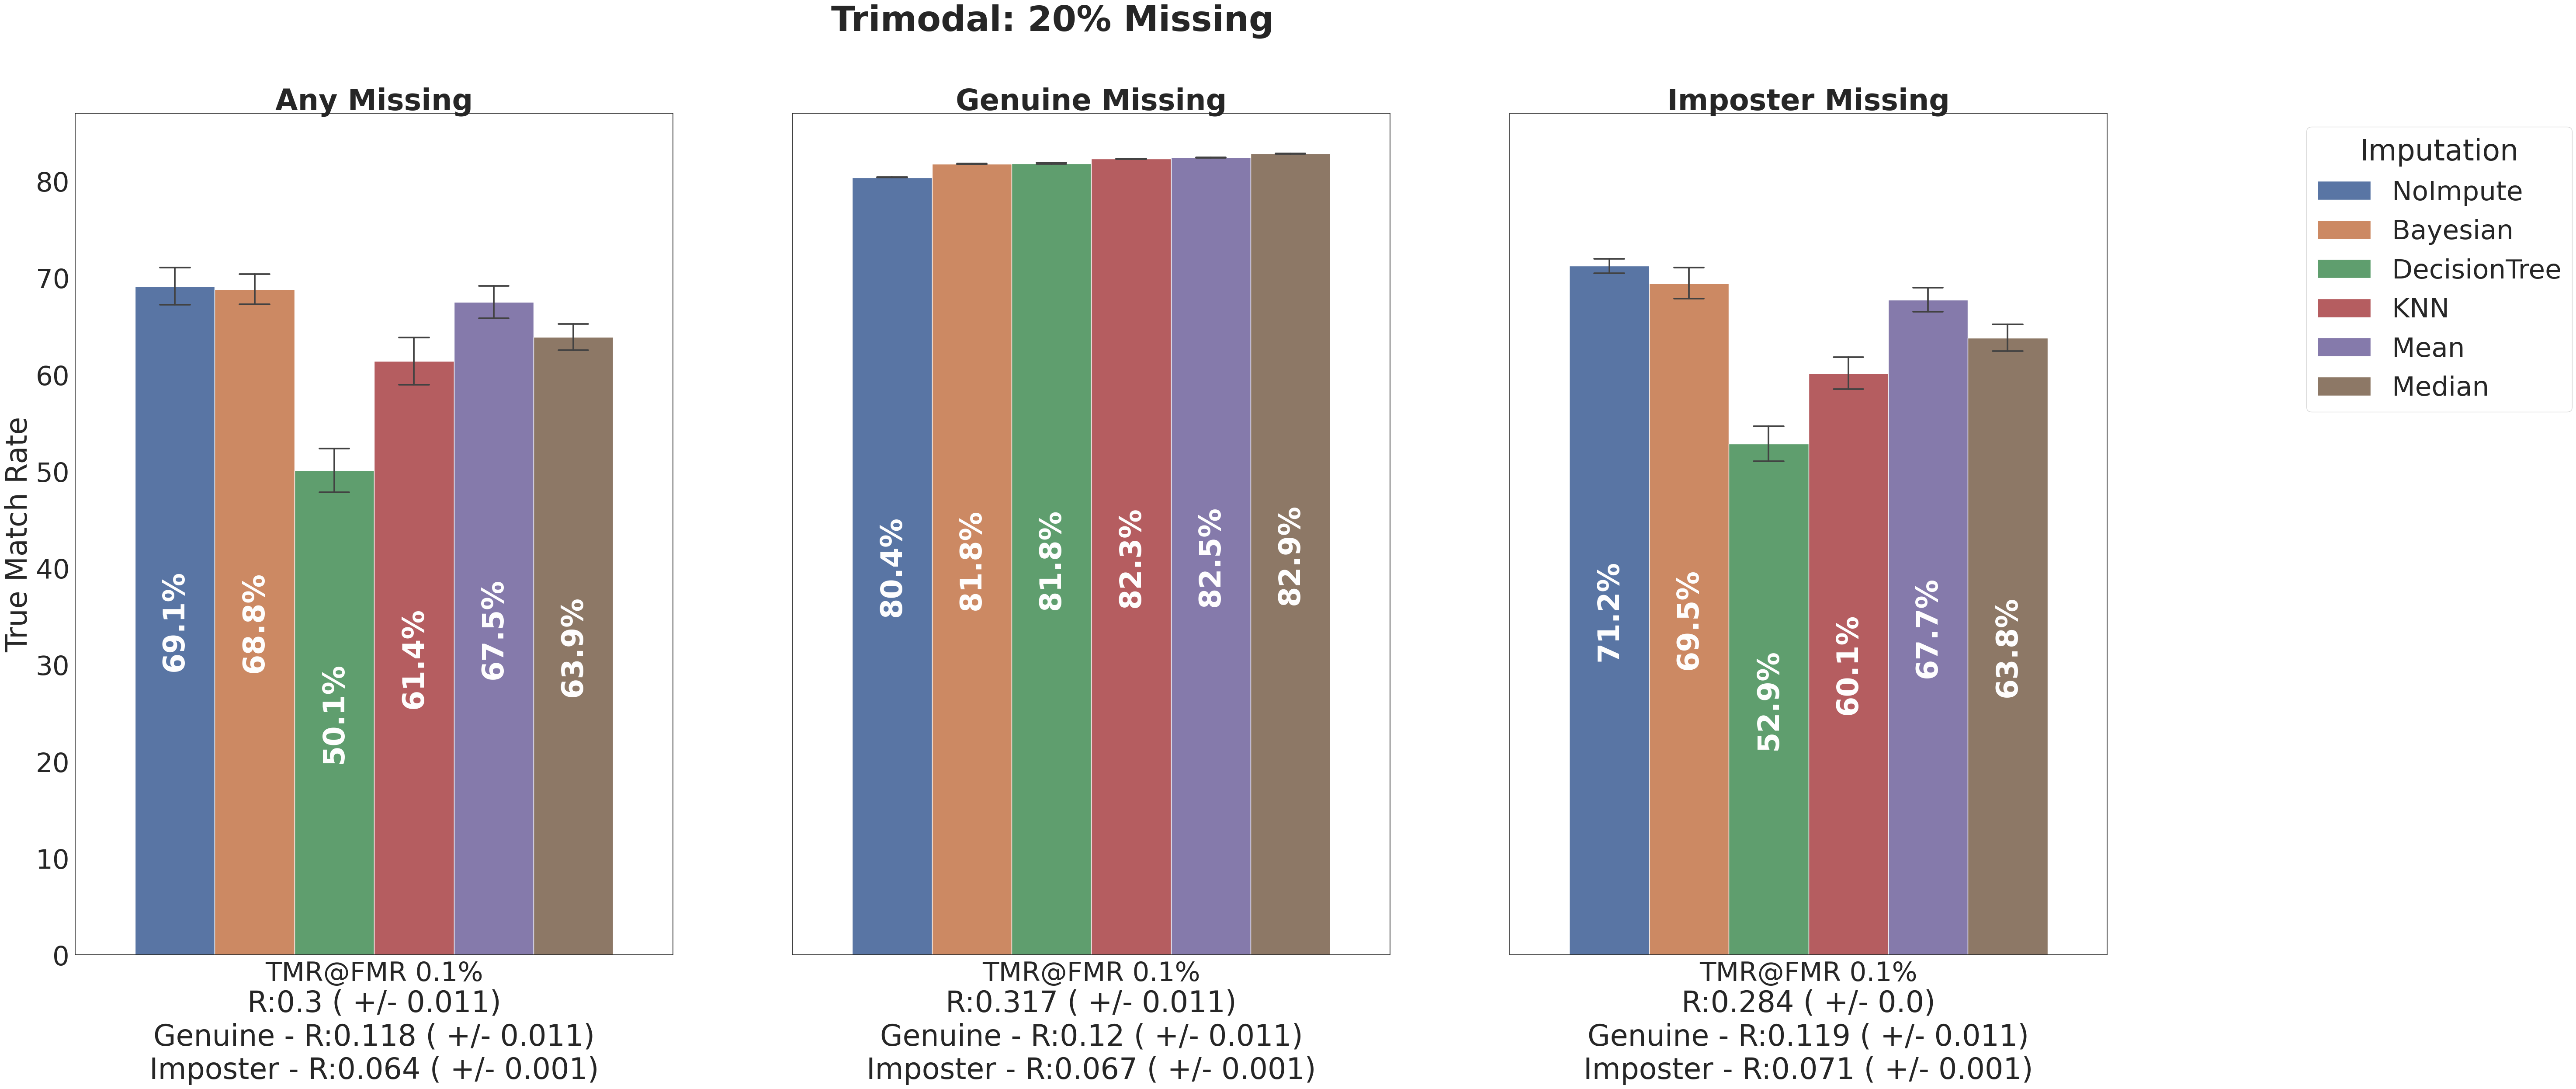 Trimodal: 20% Missing
Any Missing
Genuine Missing
Imposter Missing
True Match Rate
80
70
60
50
40
30
20
10
0
69.1%
68.8%
50.1%
61.4%
67.5%
63.9%
80.4%
81.8%
81.8%
82.3%
82.5%
82.9%
71.2%
69.5%
52.9%
60.1%
67.7%
63.8%
TMR@FMR 0.1%
R:0.3 ( +/- 0.011)
Genuine - R:0.118 ( +/- 0.011)
Imposter - R:0.064 ( +/- 0.001)
TMR@FMR 0.1%
R:0.317 ( +/- 0.011)
Genuine - R:0.12 ( +/- 0.011)
Imposter - R:0.067 ( +/- 0.001)
TMR@FMR 0.1%
R:0.284 ( +/- 0.0)
Genuine - R:0.119 ( +/- 0.011)
Imposter - R:0.071 ( +/- 0.001)
Imputation
NoImpute
Bayesian
DecisionTree
KNN
Mean
Median